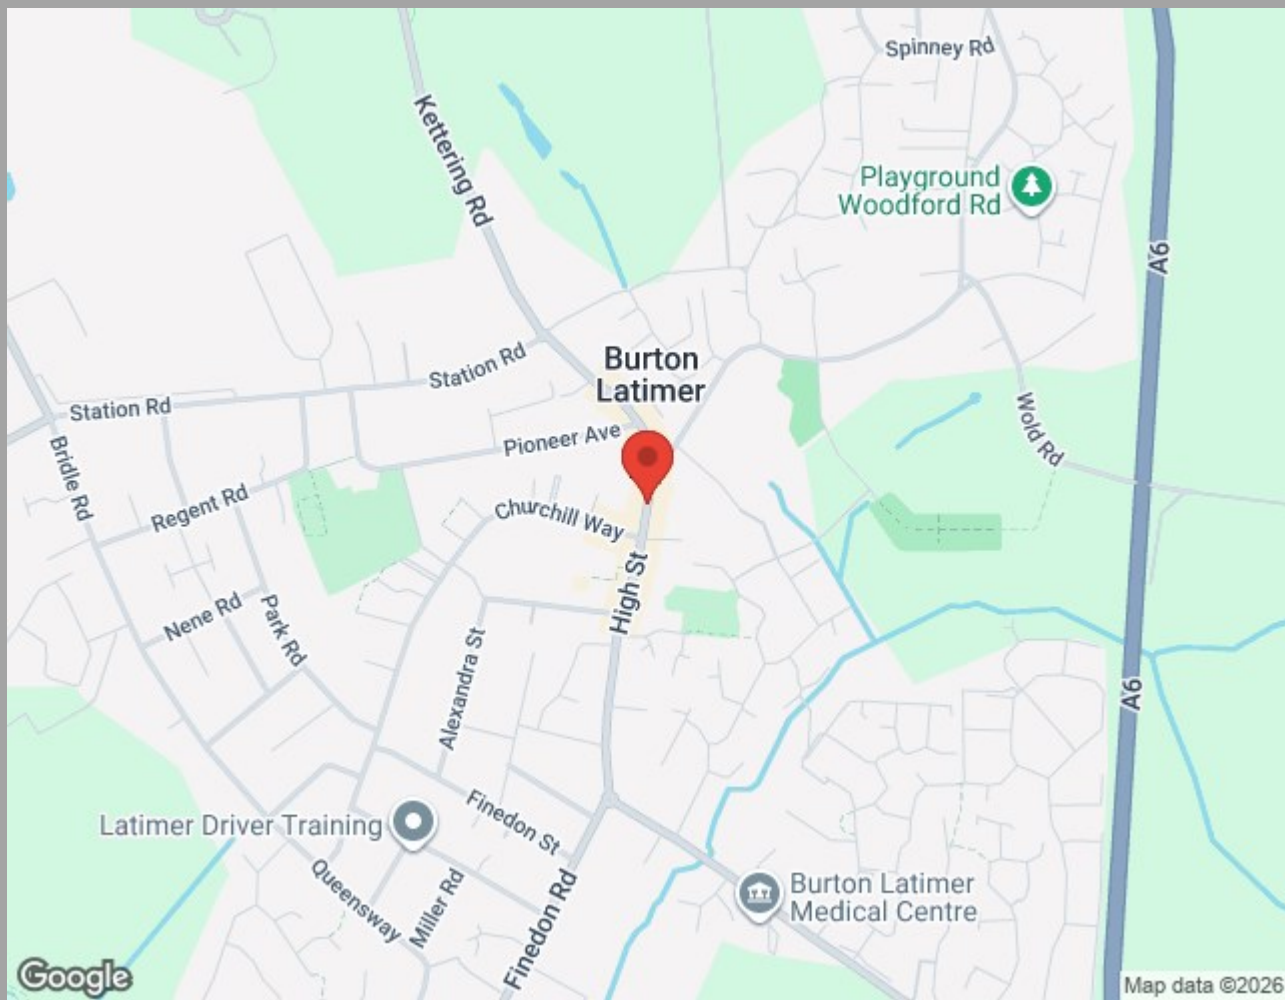 Spinney Rd
Kettering Rd
Playground
Woodford Rd
A6
Burton
Latimer
Station Rd
Station Rd
Wold Rd
Pioneer Ave
Bridle Rd
Regent Rd
Churchill Way
High St
Nene Rd
Park Rd
Alexandra St
A6
Latimer Driver Training
Finedon St
Queensway
Miller Rd
Finedon Rd
Burton Latimer
Medical Centre
Google
Map data ©2026